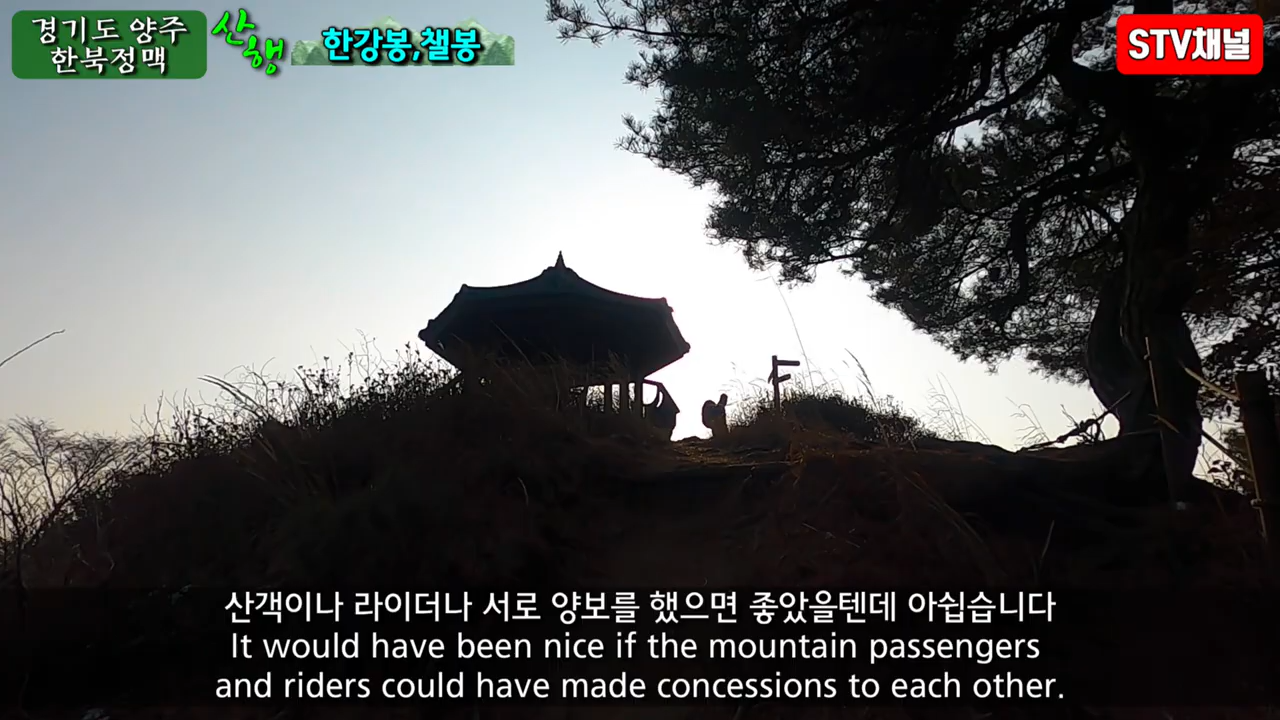 경기도 양주
한북정맥
산행
한강봉,챌봉
STV채널
산객이나 라이더나 서로 양보를 했으면 좋았을텐데 아쉽습니다
It would have been nice if the mountain passengers
and riders could have made concessions to each other.